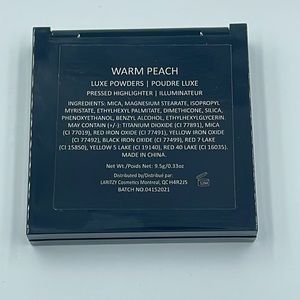 WARM PEACH
LUXE POWDERS | POUDRE LUXE
PRESSED HIGHLIGHTER | ILLUMINATEUR
INGREDIENTS: MICA, MAGNESIUM STEARATE, ISOPROPYL
MYRISTATE, ETHYLHEXYL PALMITATE, DIMETHICONE, SILICA,
PHENOXYETHANOL, BENZYL ALCOHOL, ETHYLHEXYLGLYCERIN.
MAY CONTAIN (+/-): TITANIUM DIOXIDE (CI 77891), MICA
(CI 77019), RED IRON OXIDE (CI 77491), YELLOW IRON OXIDE
(CI 77492), BLACK IRON OXIDE (CI 77499), RED 7 LAKE
(CI 15850), YELLOW 5 LAKE (CI 19140), RED 40 LAKE (CI 16035).
MADE IN CHINA.
Net Wt./Poids Net.: 9.5g/0.33oz
Distributed by/Distribué par:
LARITZY Cosmetics Montreal, QC H4R2J5
BATCH NO.04152021